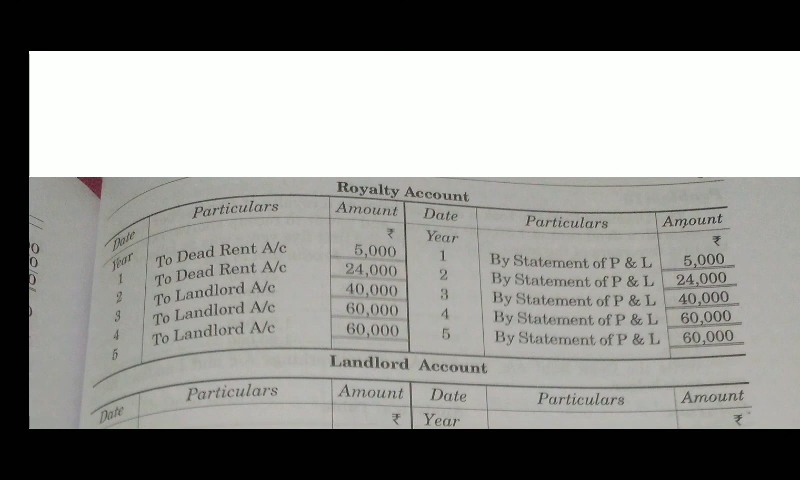 Royalty Account
Date Particulars Amount Date Particulars Amount
Year ₹ Year ₹
1 To Dead Rent A/c 5,000 1 By Statement of P & L 5,000
2 To Dead Rent A/c 24,000 2 By Statement of P & L 24,000
3 To Landlord A/c 40,000 3 By Statement of P & L 40,000
4 To Landlord A/c 60,000 4 By Statement of P & L 60,000
5 To Landlord A/c 60,000 5 By Statement of P & L 60,000
Landlord Account
Date Particulars Amount Date Particulars Amount
₹ Year ₹